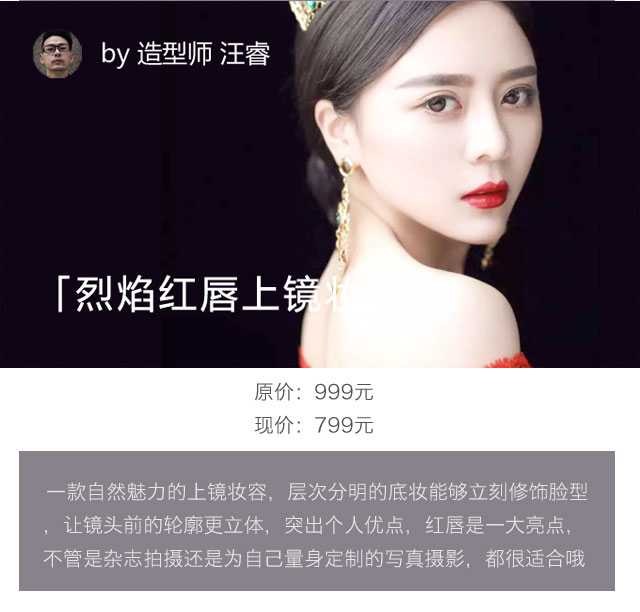 by 造型师 汪睿
「烈焰红唇上镜妆」
原价：999元
现价：799元
一款自然魅力的上镜妆容，层次分明的底妆能够立刻修饰脸型
，让镜头前的轮廓更立体，突出个人优点，红唇是一大亮点，
不管是杂志拍摄还是为自己量身定制的写真摄影，都很适合哦